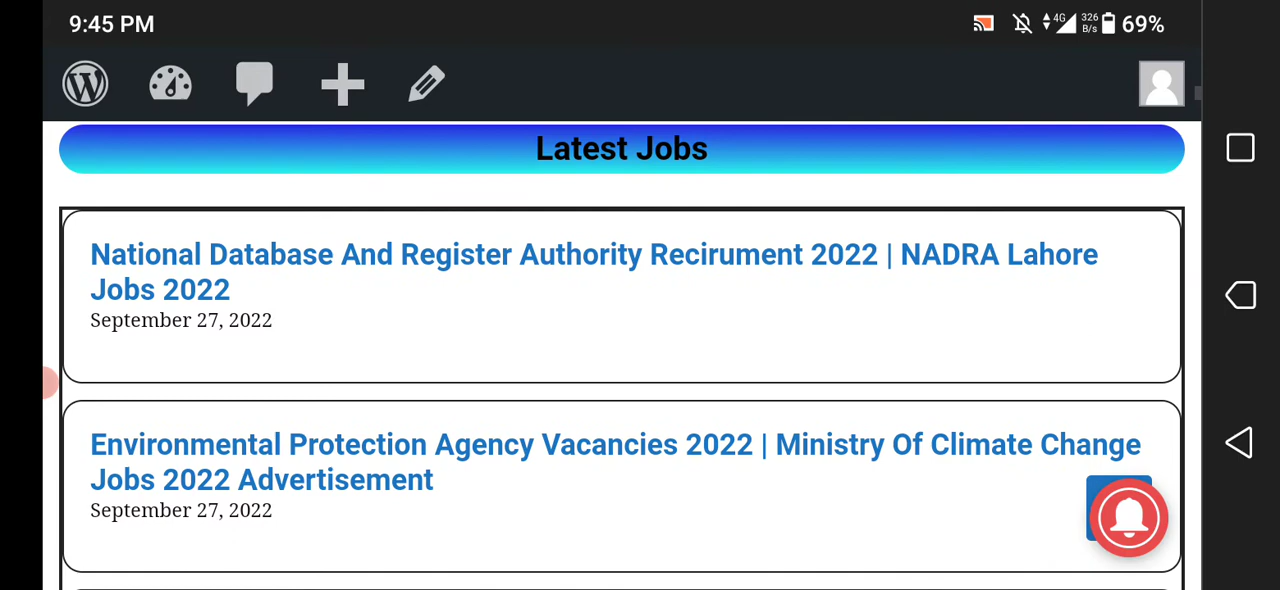 9:45 PM
4G
326
B/s
69%
Latest Jobs
National Database And Register Authority Recirument 2022 | NADRA Lahore
Jobs 2022
September 27, 2022
Environmental Protection Agency Vacancies 2022 | Ministry Of Climate Change
Jobs 2022 Advertisement
September 27, 2022